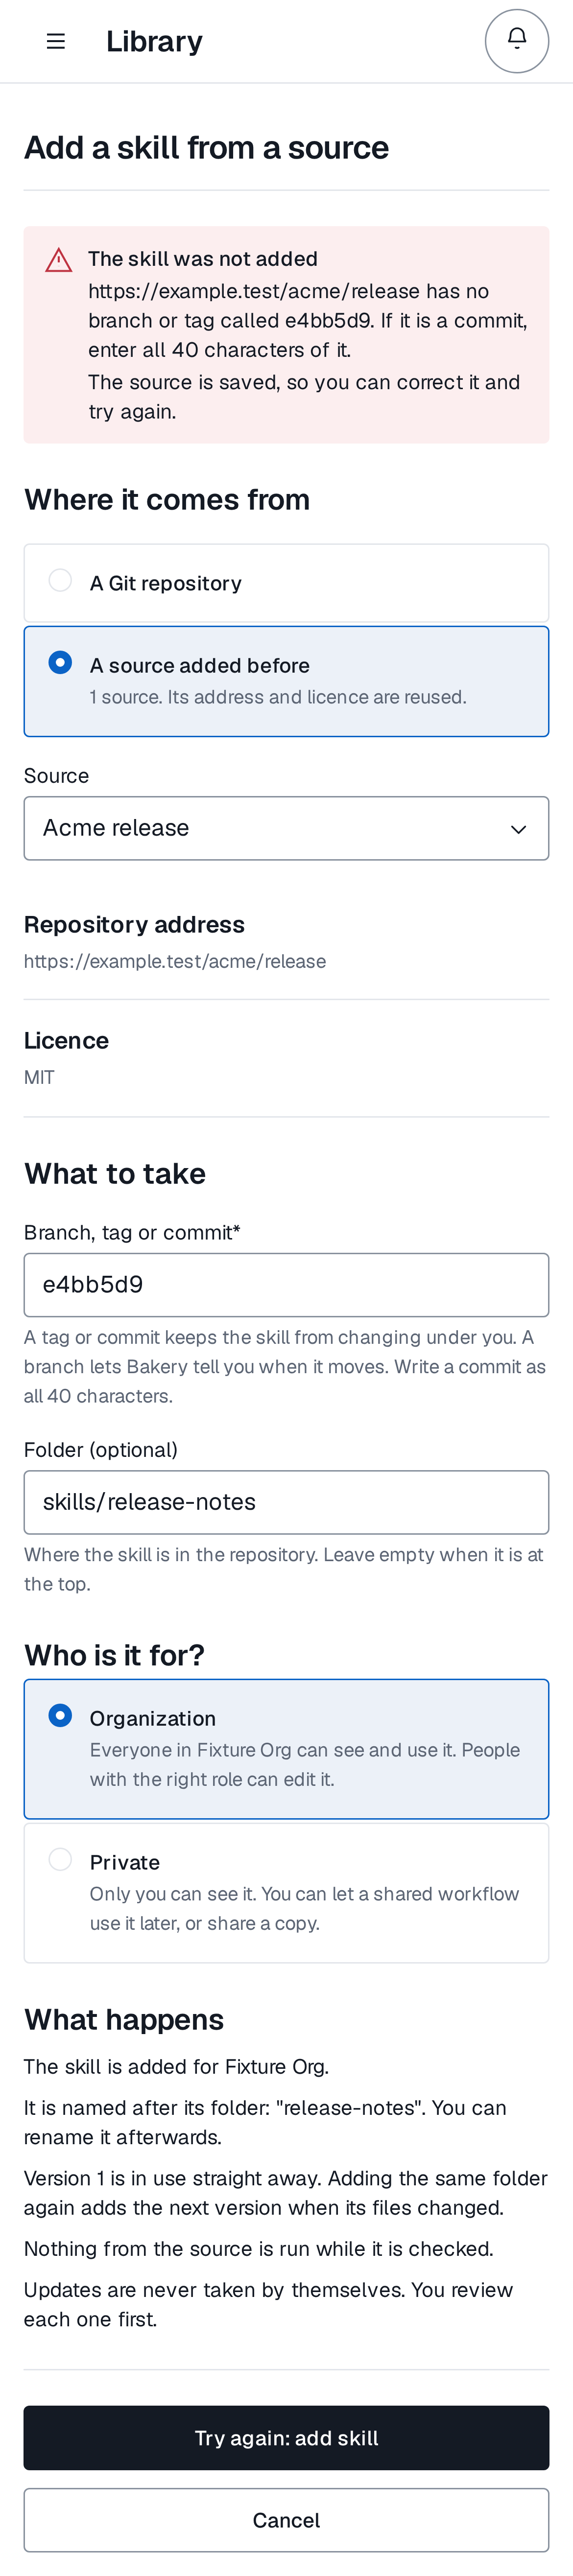 Library
Add a skill from a source
The skill was not added
https://example.test/acme/release has no
branch or tag called e4bb5d9. If it is a commit,
enter all 40 characters of it.
The source is saved, so you can correct it and
try again.
Where it comes from
A Git repository
A source added before
1 source. Its address and licence are reused.
Source
Acme release
Repository address
https://example.test/acme/release
Licence
MIT
What to take
Branch, tag or commit*
e4bb5d9
A tag or commit keeps the skill from changing under you. A
branch lets Bakery tell you when it moves. Write a commit as
all 40 characters.
Folder (optional)
skills/release-notes
Where the skill is in the repository. Leave empty when it is at
the top.
Who is it for?
Organization
Everyone in Fixture Org can see and use it. People
with the right role can edit it.
Private
Only you can see it. You can let a shared workflow
use it later, or share a copy.
What happens
The skill is added for Fixture Org.
It is named after its folder: "release-notes". You can
rename it afterwards.
Version 1 is in use straight away. Adding the same folder
again adds the next version when its files changed.
Nothing from the source is run while it is checked.
Updates are never taken by themselves. You review
each one first.
Try again: add skill
Cancel